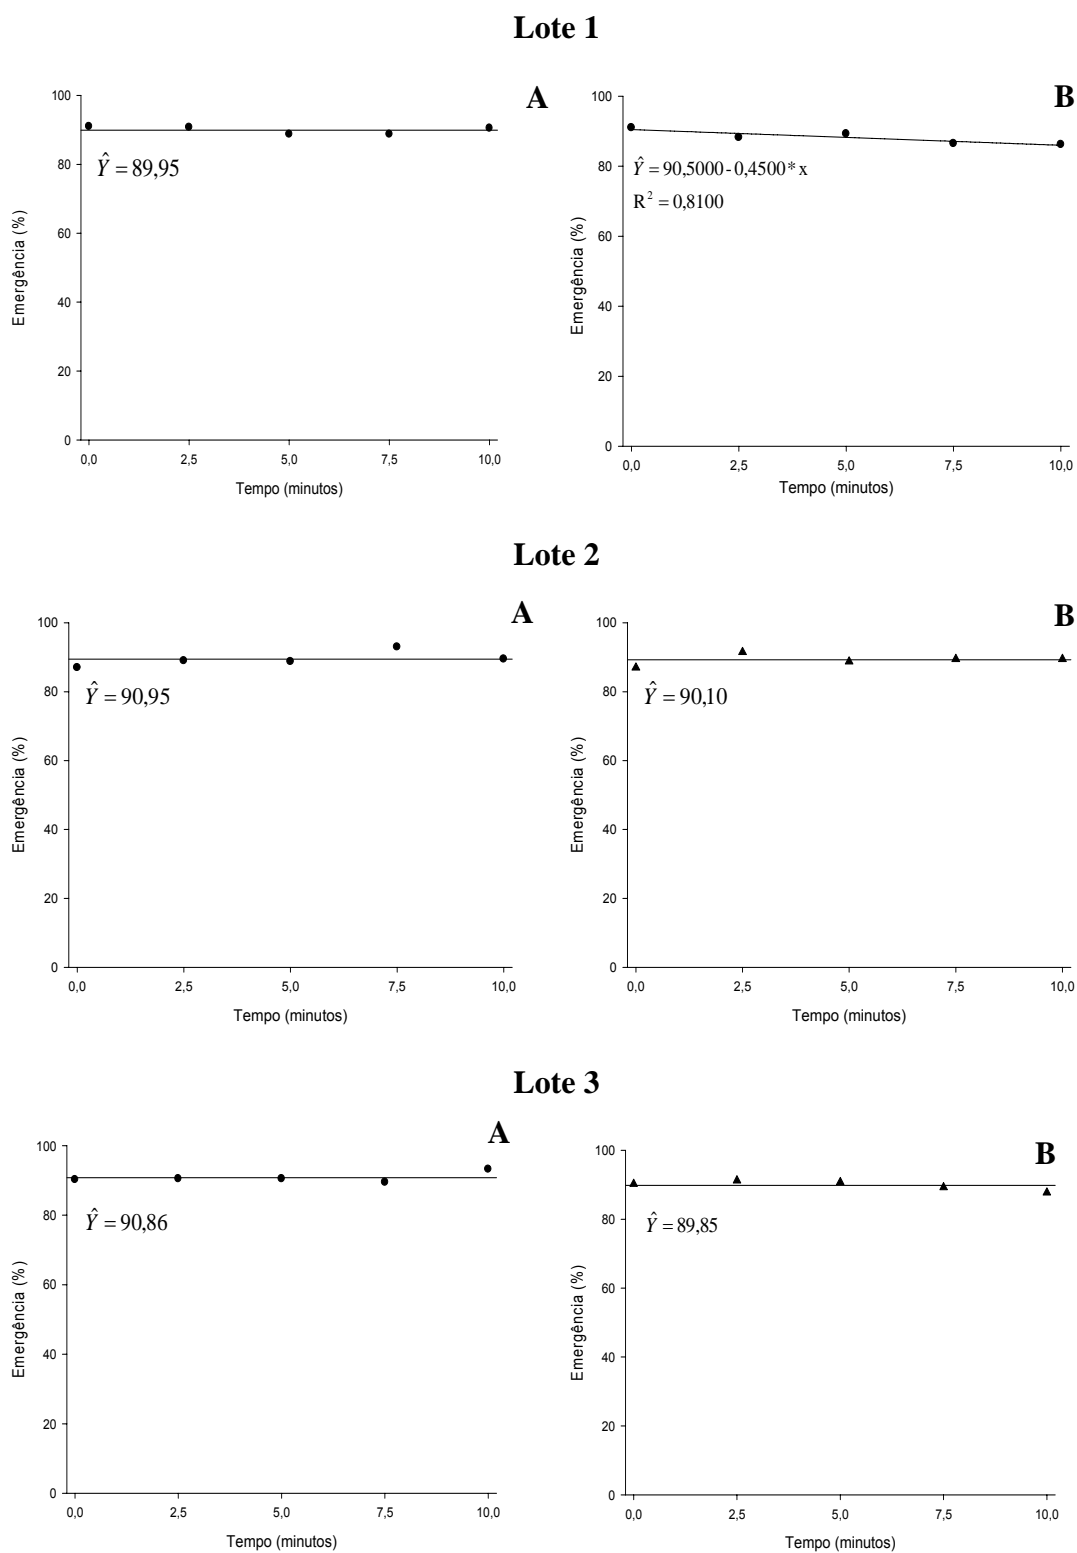 Lote 1
A
100
80
60
40
20
0
Ŷ = 89,95
Emergência (%)
0,0 2,5 5,0 7,5 10,0
Tempo (minutos)
B
100
80
60
40
20
0
Ŷ = 90,5000 - 0,4500* x
R² = 0,8100
Emergência (%)
0,0 2,5 5,0 7,5 10,0
Tempo (minutos)
Lote 2
A
100
80
60
40
20
0
Ŷ = 90,95
Emergência (%)
0,0 2,5 5,0 7,5 10,0
Tempo (minutos)
B
100
80
60
40
20
0
Ŷ = 90,10
Emergência (%)
0,0 2,5 5,0 7,5 10,0
Tempo (minutos)
Lote 3
A
100
80
60
40
20
0
Ŷ = 90,86
Emergência (%)
0,0 2,5 5,0 7,5 10,0
Tempo (minutos)
B
100
80
60
40
20
0
Ŷ = 89,85
Emergência (%)
0,0 2,5 5,0 7,5 10,0
Tempo (minutos)